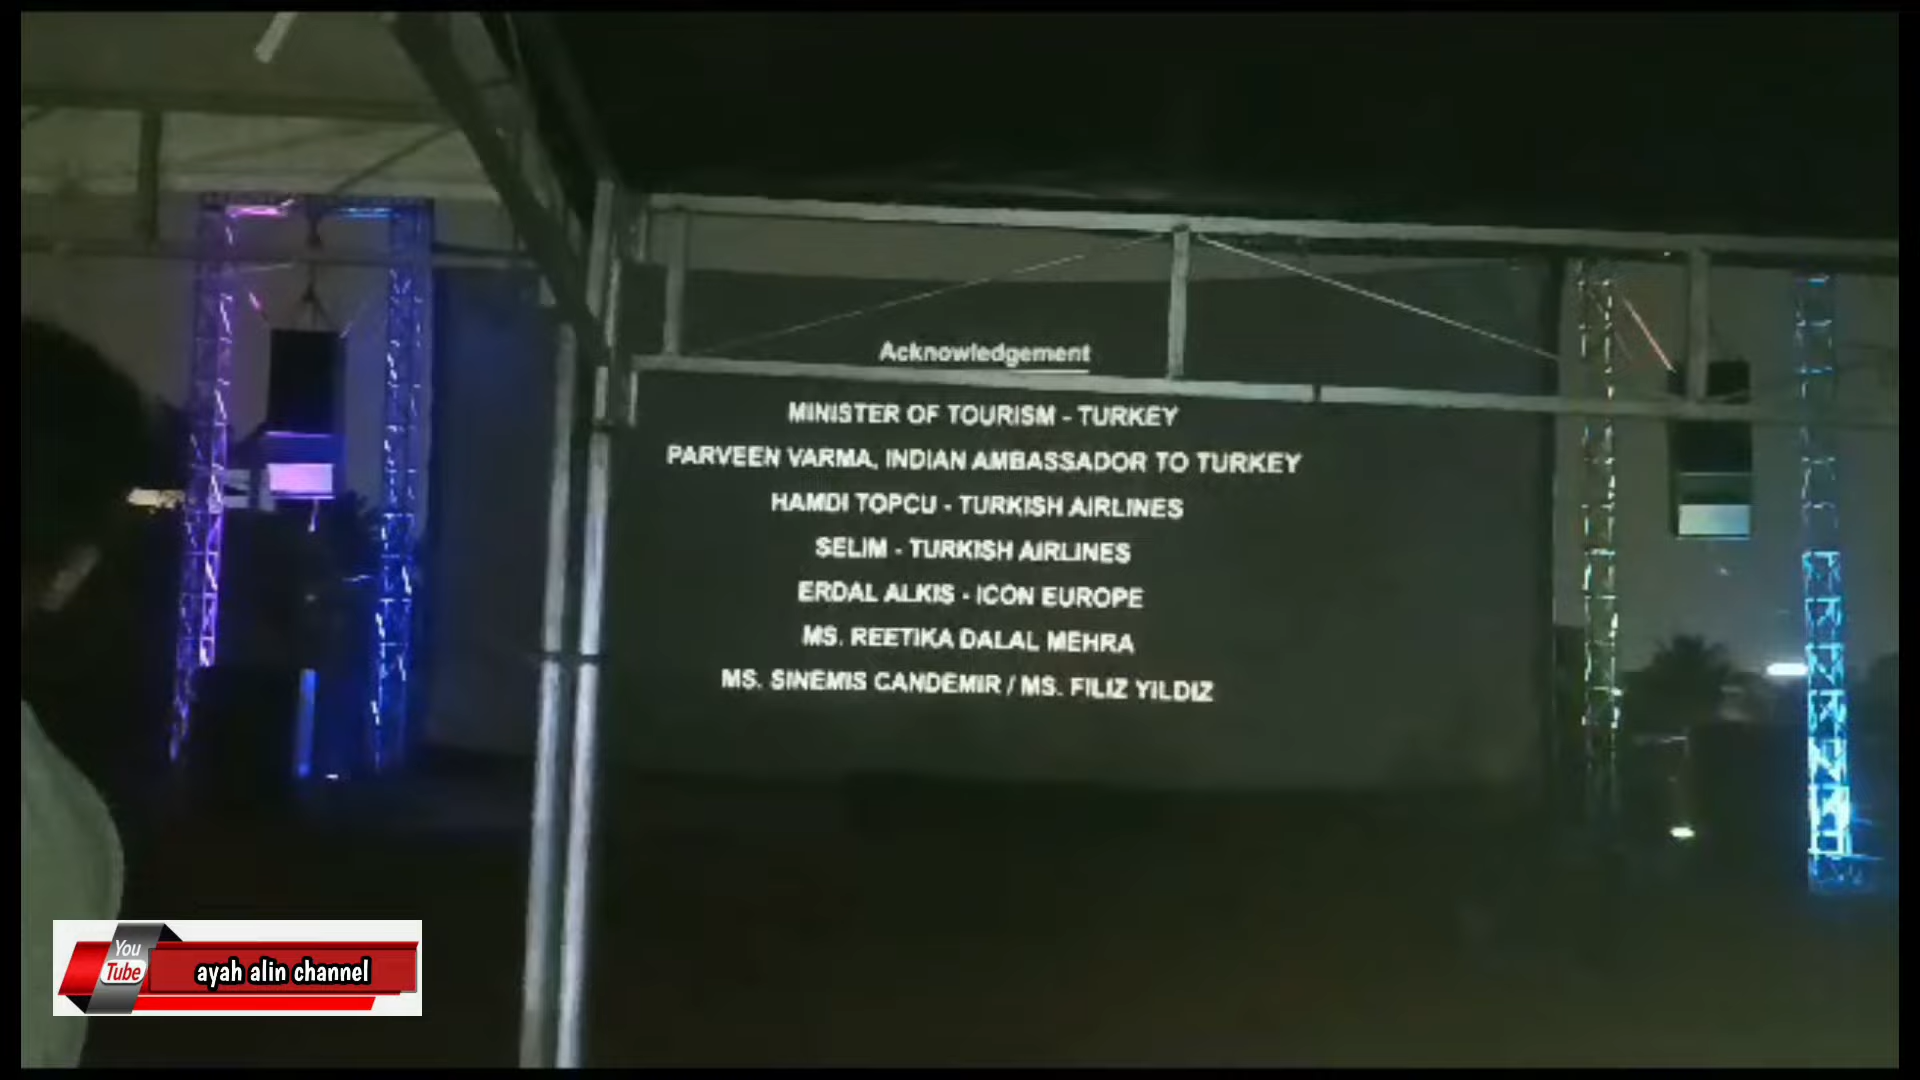 Acknowledgement
MINISTER OF TOURISM - TURKEY
PARVEEN VARMA, INDIAN AMBASSADOR TO TURKEY
HAMDI TOPCU - TURKISH AIRLINES
SELIM - TURKISH AIRLINES
ERDAL ALKIS - ICON EUROPE
MS. REETIKA DALAL MEHRA
MS. SINEMIS CANDEMIR / MS. FILIZ YILDIZ
You
Tube
ayah alin channel